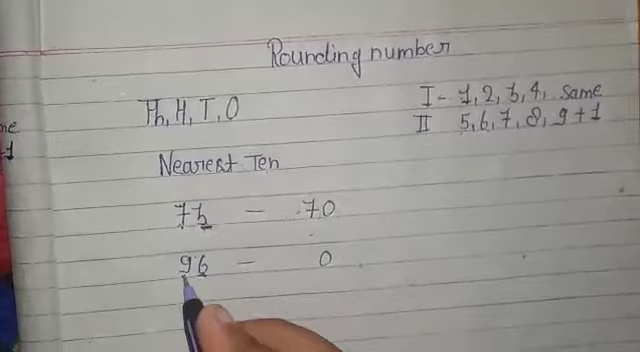 Rounding number
Th, H, T, O
I - 1, 2, 3, 4, same
II 5, 6, 7, 8, 9 + 1
Nearest Ten
73 - 70
96 - 0